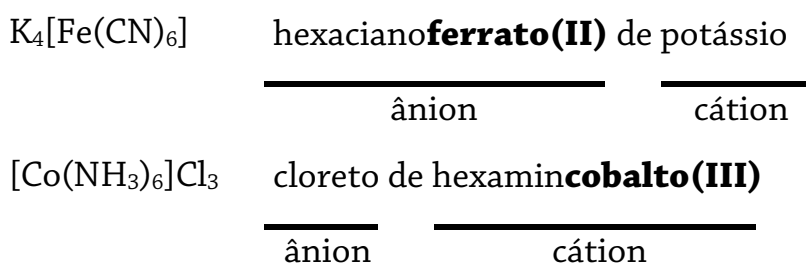 K₄[Fe(CN)₆] hexacianoferrato(II) de potássio
ânion cátion
[Co(NH₃)₆]Cl₃ cloreto de hexamincobalto(III)
ânion cátion